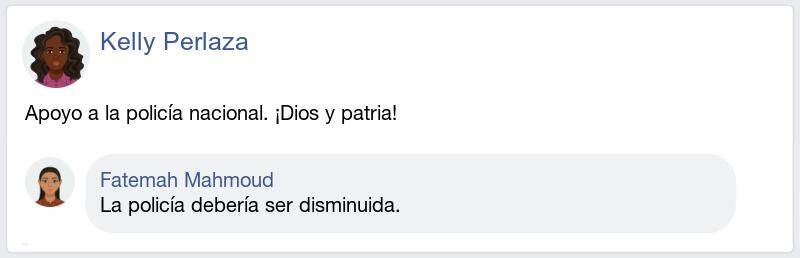 Kelly Perlaza
Apoyo a la policía nacional. ¡Dios y patria!
Fatemah Mahmoud
La policía debería ser disminuida.